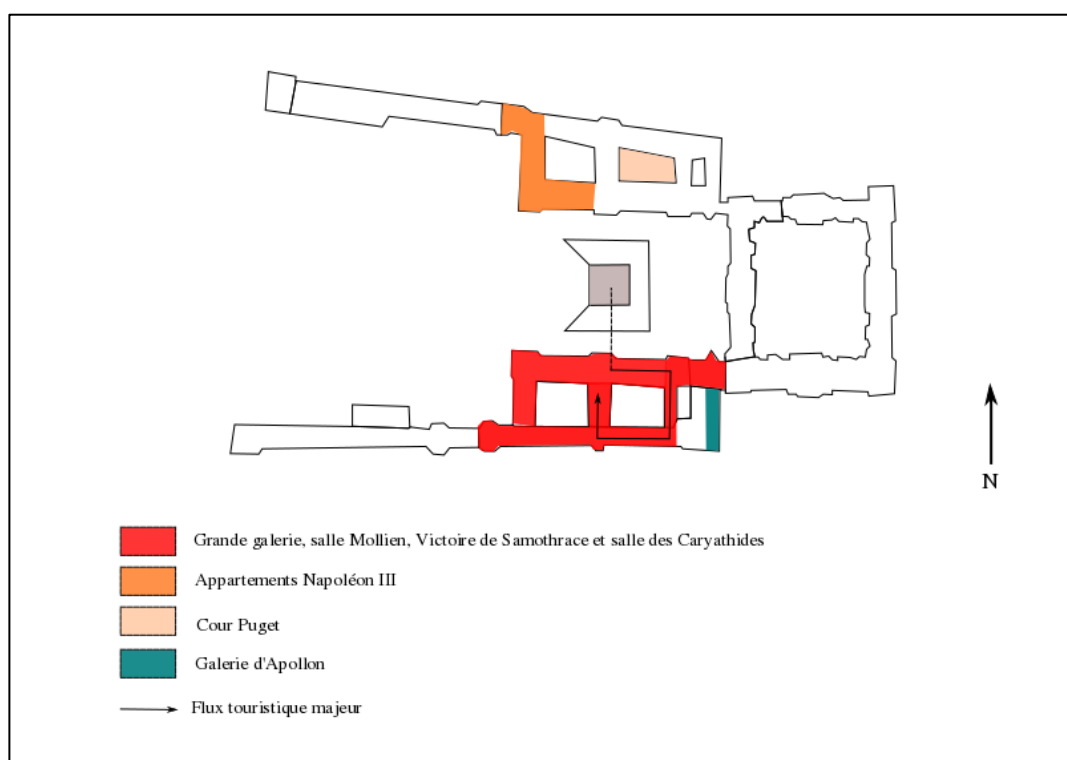 N
Grande galerie, salle Mollien, Victoire de Samothrace et salle des Caryathides
Appartements Napoléon III
Cour Puget
Galerie d'Apollon
Flux touristique majeur